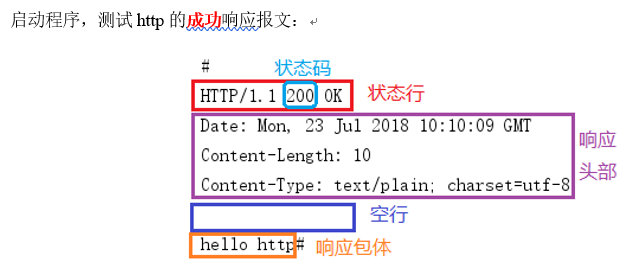 启动程序，测试 http 的成功响应报文：
# 状态码
HTTP/1.1 200 OK 状态行
Date: Mon, 23 Jul 2018 10:10:09 GMT
Content-Length: 10
Content-Type: text/plain; charset=utf-8
响应
头部
空行
hello http# 响应包体